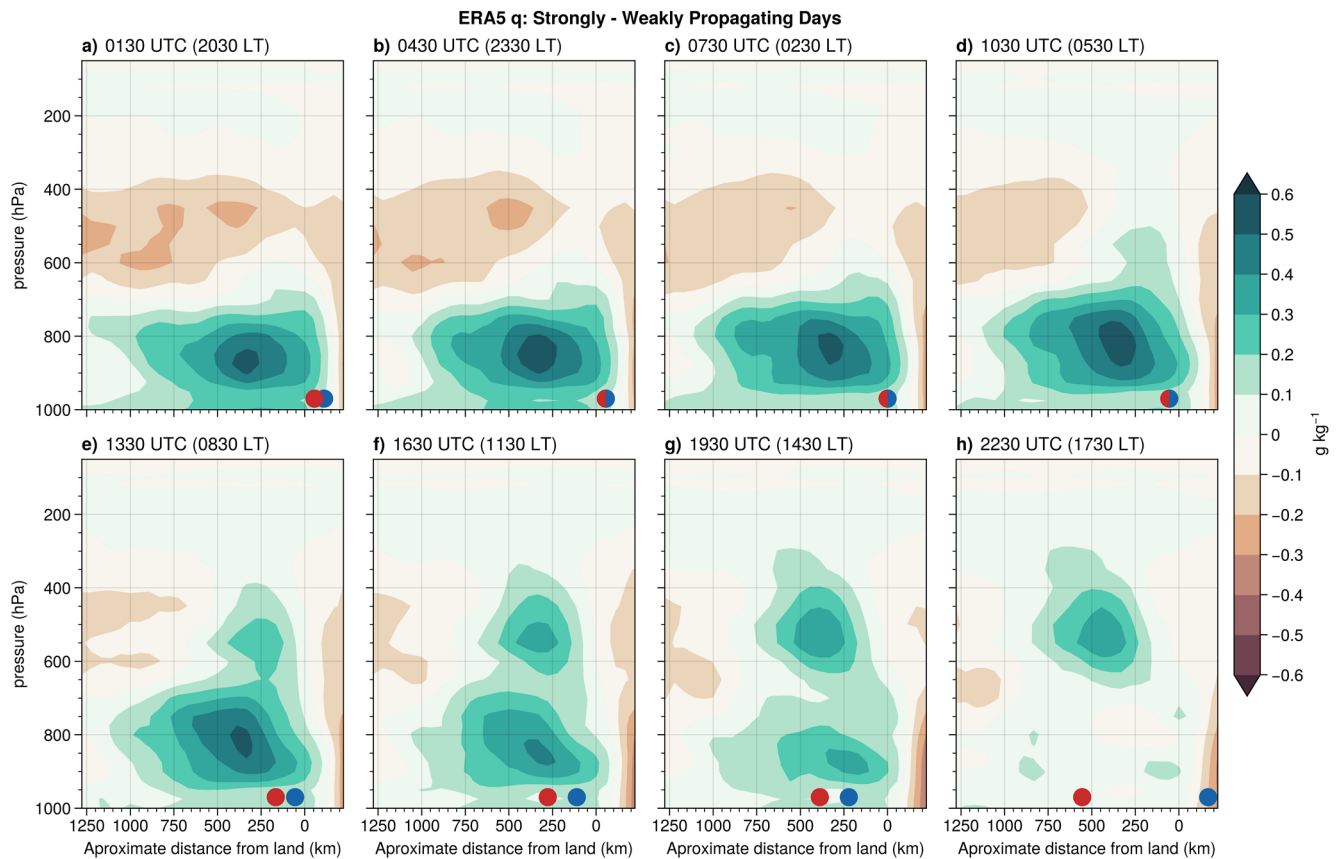 ERA5 q: Strongly - Weakly Propagating Days
a) 0130 UTC (2030 LT)
b) 0430 UTC (2330 LT)
c) 0730 UTC (0230 LT)
d) 1030 UTC (0530 LT)
200
400
600
800
1000
pressure (hPa)
e) 1330 UTC (0830 LT)
f) 1630 UTC (1130 LT)
g) 1930 UTC (1430 LT)
h) 2230 UTC (1730 LT)
200
400
600
800
1000
pressure (hPa)
1250 1000 750 500 250 0
1250 1000 750 500 250 0
1250 1000 750 500 250 0
1250 1000 750 500 250 0
Aproximate distance from land (km)
Aproximate distance from land (km)
Aproximate distance from land (km)
Aproximate distance from land (km)
0.6
0.5
0.4
0.3
0.2
0.1
0
−0.1
−0.2
−0.3
−0.4
−0.5
−0.6
g kg⁻¹